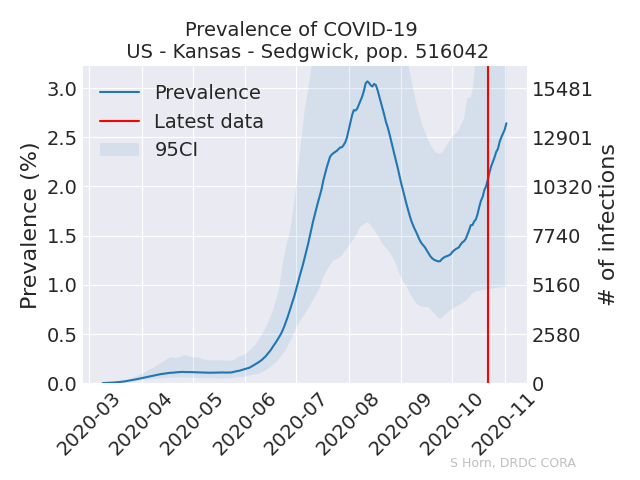 Prevalence of COVID-19
US - Kansas - Sedgwick, pop. 516042
Prevalence
Latest data
95CI
Prevalence (%)
3.0
2.5
2.0
1.5
1.0
0.5
0.0
15481
12901
10320
7740
5160
2580
0
# of infections
2020-03
2020-04
2020-05
2020-06
2020-07
2020-08
2020-09
2020-10
2020-11
S Horn, DRDC CORA